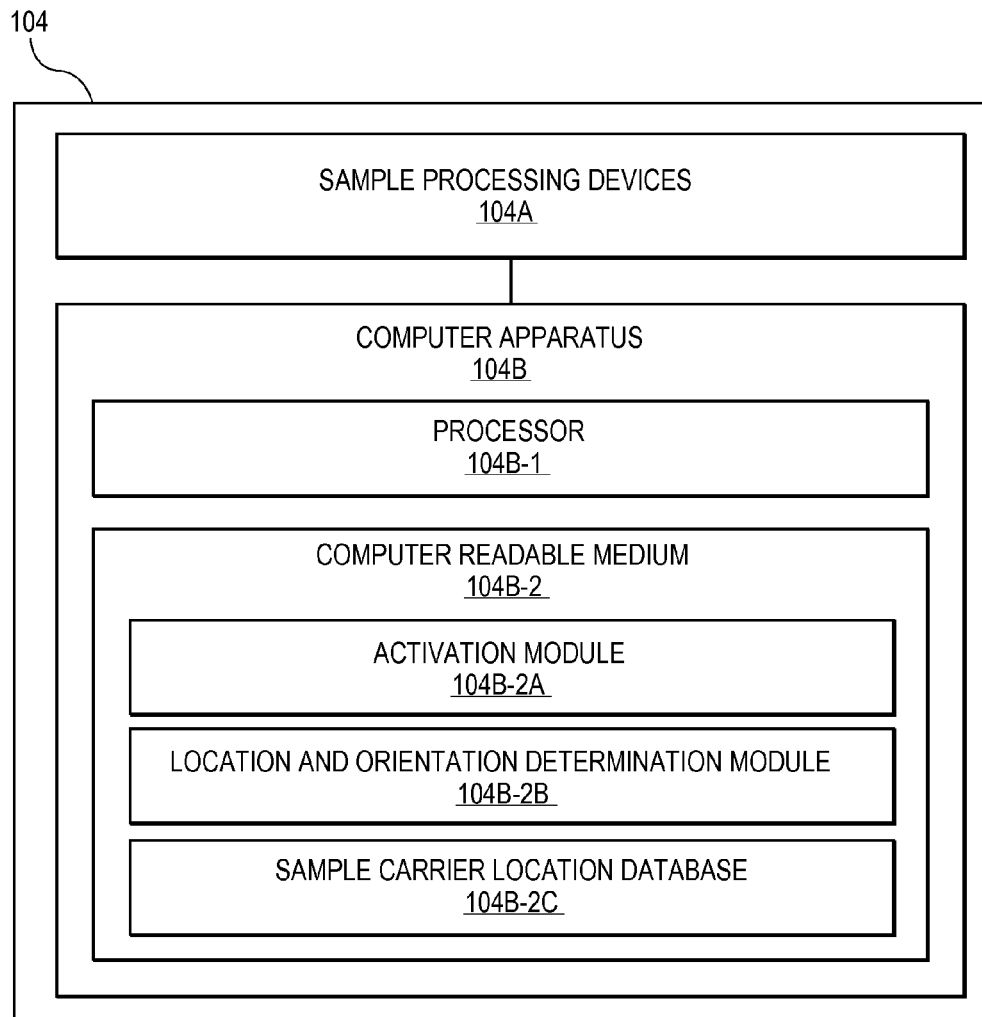 104
SAMPLE PROCESSING DEVICES
104A
COMPUTER APPARATUS
104B
PROCESSOR
104B-1
COMPUTER READABLE MEDIUM
104B-2
ACTIVATION MODULE
104B-2A
LOCATION AND ORIENTATION DETERMINATION MODULE
104B-2B
SAMPLE CARRIER LOCATION DATABASE
104B-2C